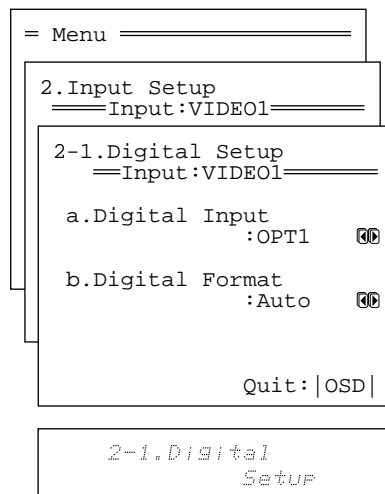 = Menu
2.Input Setup
Input:VIDEO1
2-1.Digital Setup
Input:VIDEO1
a.Digital Input
:OPT1
b.Digital Format
:Auto
Quit:|OSD|
2-1.Digital
Setup